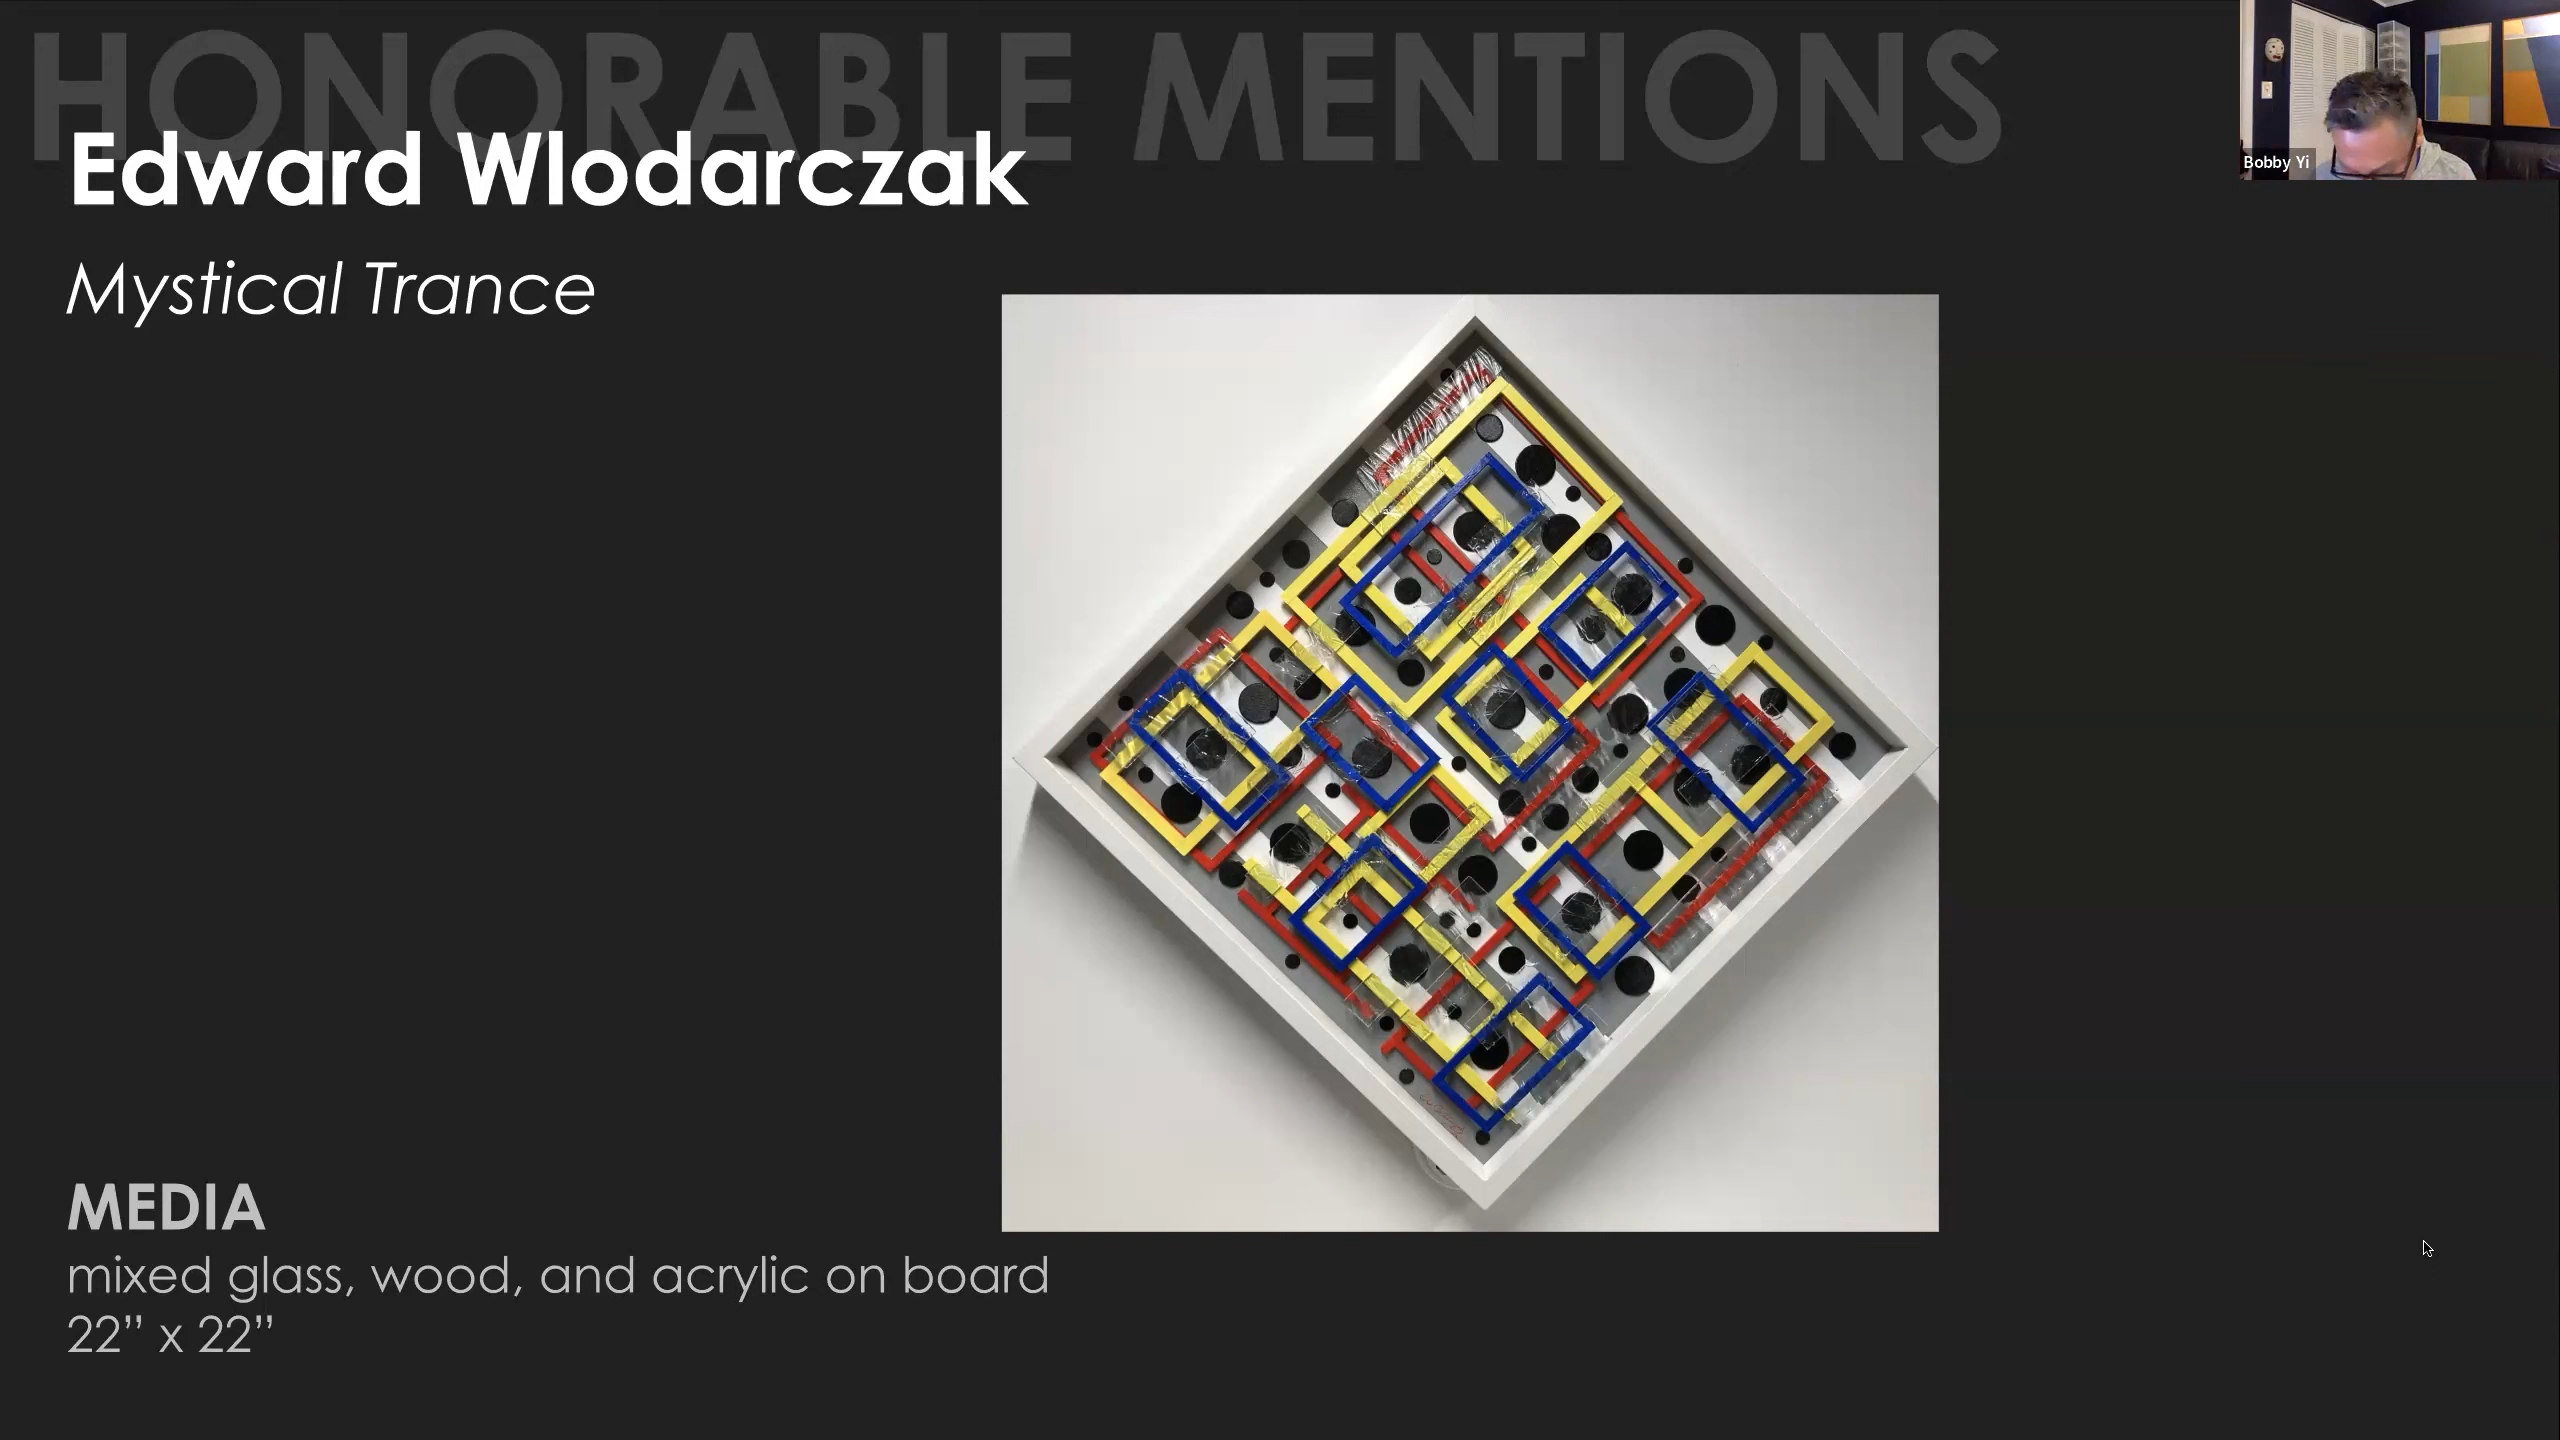 HONORABLE MENTIONS
Edward Wlodarczak
Mystical Trance
Bobby Yi
MEDIA
mixed glass, wood, and acrylic on board
22” x 22”